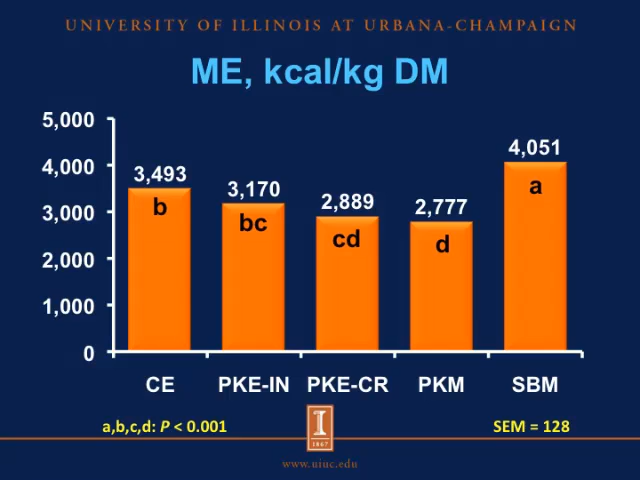 UNIVERSITY OF ILLINOIS AT URBANA-CHAMPAIGN
ME, kcal/kg DM
5,000
4,000
3,000
2,000
1,000
0
3,493
3,170
2,889
2,777
4,051
b
bc
cd
d
a
CE PKE-IN PKE-CR PKM SBM
a,b,c,d: P < 0.001
SEM = 128
I
1867
www.uiuc.edu